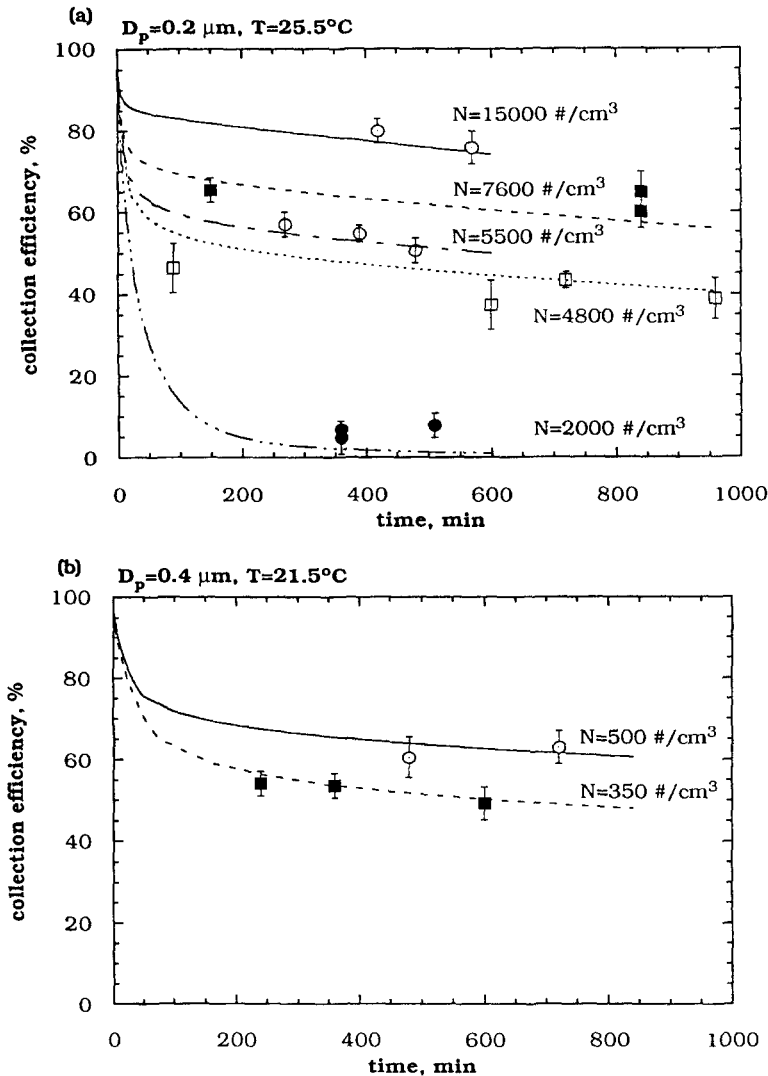 (a)
Dp=0.2 μm, T=25.5°C
100
80
60
40
20
0
collection efficiency, %
N=15000 #/cm³
N=7600 #/cm³
N=5500 #/cm³
N=4800 #/cm³
N=2000 #/cm³
0 200 400 600 800 1000
time, min
(b)
Dp=0.4 μm, T=21.5°C
100
80
60
40
20
0
collection efficiency, %
N=500 #/cm³
N=350 #/cm³
0 200 400 600 800 1000
time, min